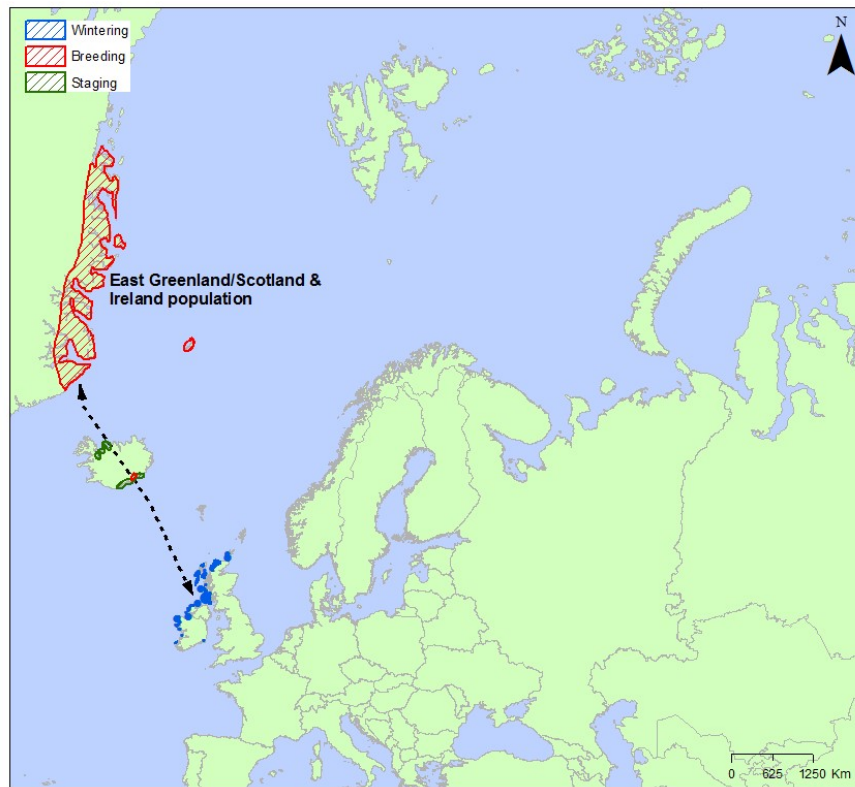 Wintering
Breeding
Staging
N
East Greenland/Scotland &
Ireland population
0 625 1250 Km